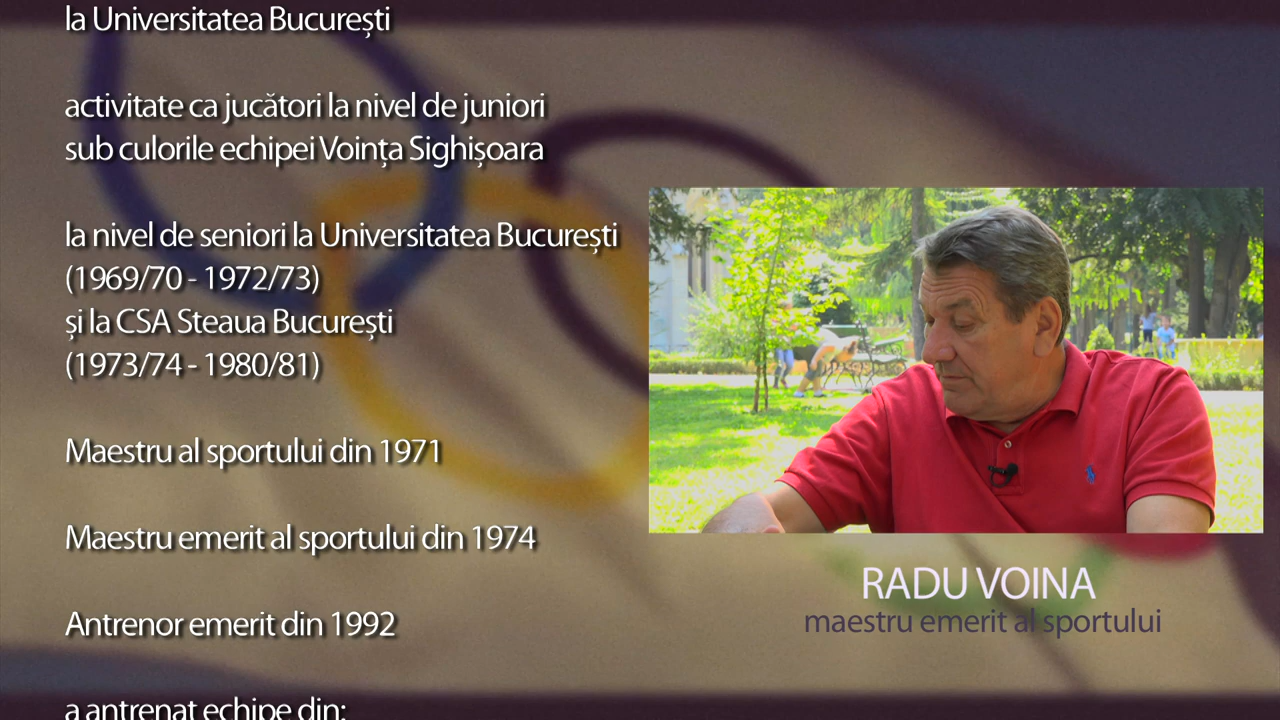 la Universitatea București
activitate ca jucători la nivel de juniori
sub culorile echipei Voința Sighișoara
la nivel de seniori la Universitatea București
(1969/70 - 1972/73)
și la CSA Steaua București
(1973/74 - 1980/81)
Maestru al sportului din 1971
Maestru emerit al sportului din 1974
Antrenor emerit din 1992
a antrenat echipe din:
RADU VOINA
maestru emerit al sportului